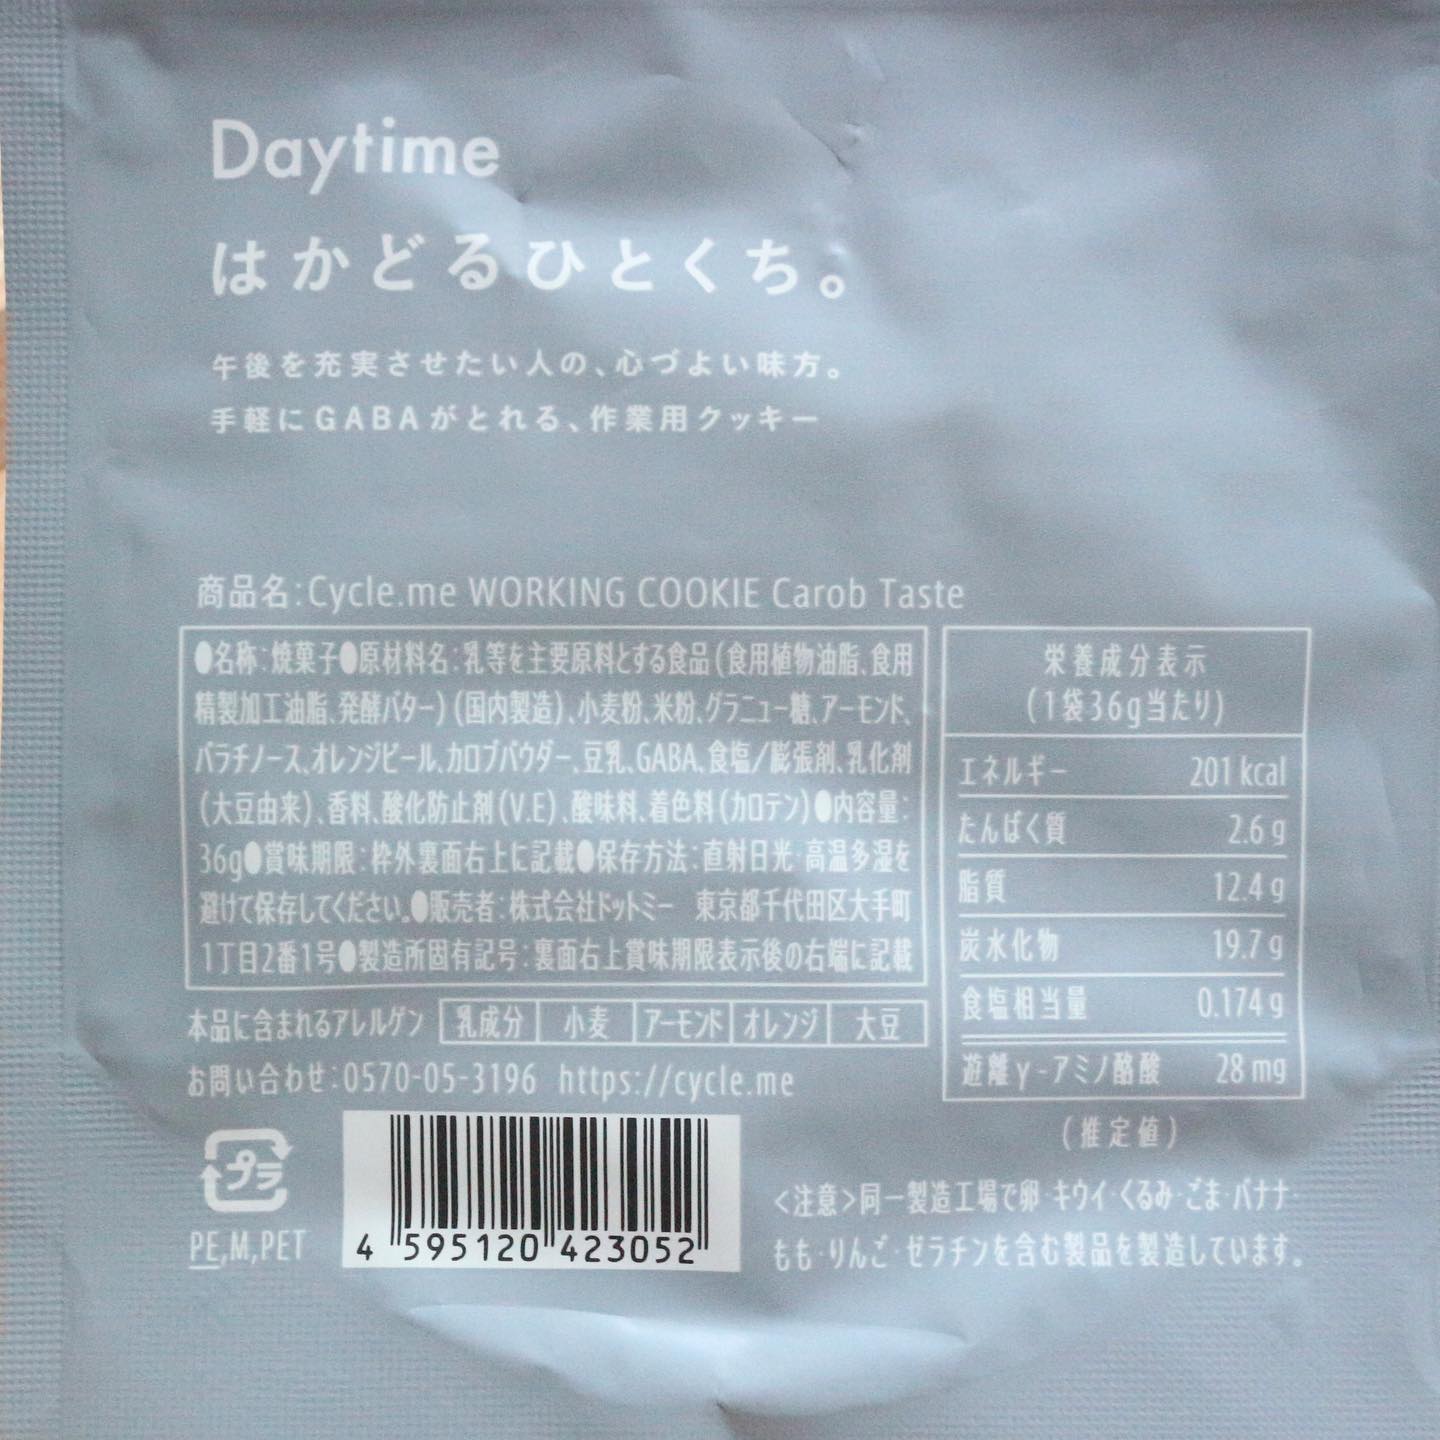 Daytime
はかどるひとくち。
午後を充実させたい人の、心づよい味方。
手軽にGABAがとれる、作業用クッキー
商品名:Cycle.me WORKING COOKIE Carob Taste
●名称:焼菓子●原材料名:乳等を主要原料とする食品(食用植物油脂、食用
精製加工油脂、発酵バター)(国内製造)、小麦粉、米粉、グラニュー糖、アーモンド、
パラチノース、オレンジピール、カロブパウダー、豆乳、GABA、食塩/膨張剤、乳化剤
(大豆由来)、香料、酸化防止剤(V.E)、酸味料、着色料(カロテン)●内容量:
36g●賞味期限:枠外裏面右上に記載●保存方法:直射日光・高温多湿を
避けて保存してください。●販売者:株式会社ドットミー 東京都千代田区大手町
1丁目2番1号●製造所固有記号:裏面右上賞味期限表示後の右端に記載
本品に含まれるアレルゲン 乳成分 小麦 アーモンド オレンジ 大豆
お問い合わせ:0570-05-3196 https://cycle.me
栄養成分表示
(1袋36g当たり)
エネルギー 201 kcal
たんぱく質 2.6 g
脂質 12.4 g
炭水化物 19.7 g
食塩相当量 0.174 g
遊離γ-アミノ酪酸 28 mg
(推定値)
プラ
PE,M,PET
4 595120 423052
<注意>同一製造工場で卵・キウイ・くるみ・ごま・バナナ・
もも・りんご・ゼラチンを含む製品を製造しています。